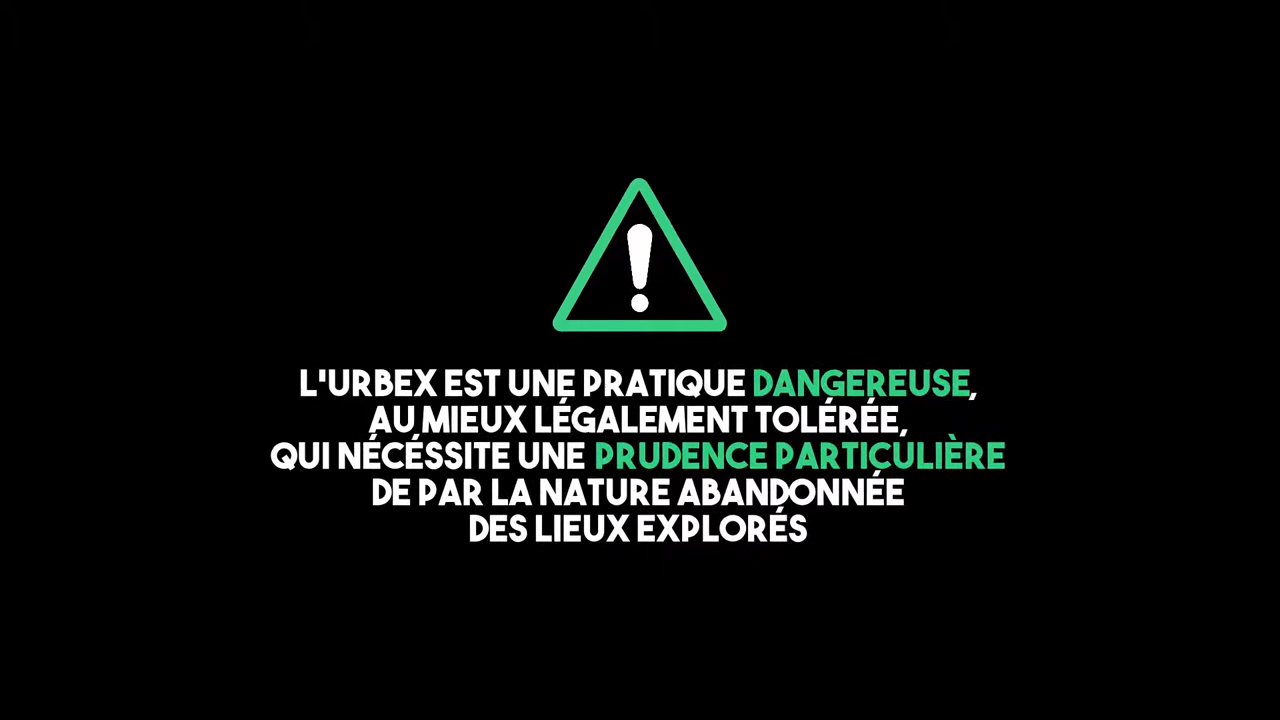 L'URBEX EST UNE PRATIQUE DANGEREUSE,
AU MIEUX LÉGALEMENT TOLÉRÉE,
QUI NÉCÉSSITE UNE PRUDENCE PARTICULIÈRE
DE PAR LA NATURE ABANDONNÉE
DES LIEUX EXPLORÉS